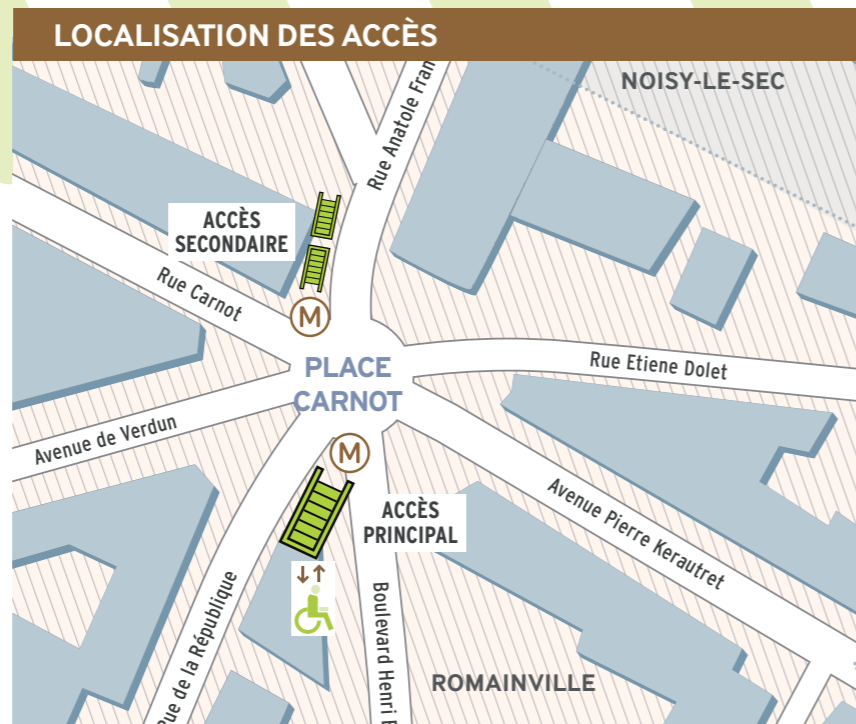 LOCALISATION DES ACCÈS
NOISY-LE-SEC
Rue Anatole Fran
ACCÈS
SECONDAIRE
Rue Carnot
M
PLACE
CARNOT
Rue Etiene Dolet
Avenue de Verdun
M
ACCÈS
PRINCIPAL
Avenue Pierre Kerautret
Rue de la République
Boulevard Henri
ROMAINVILLE